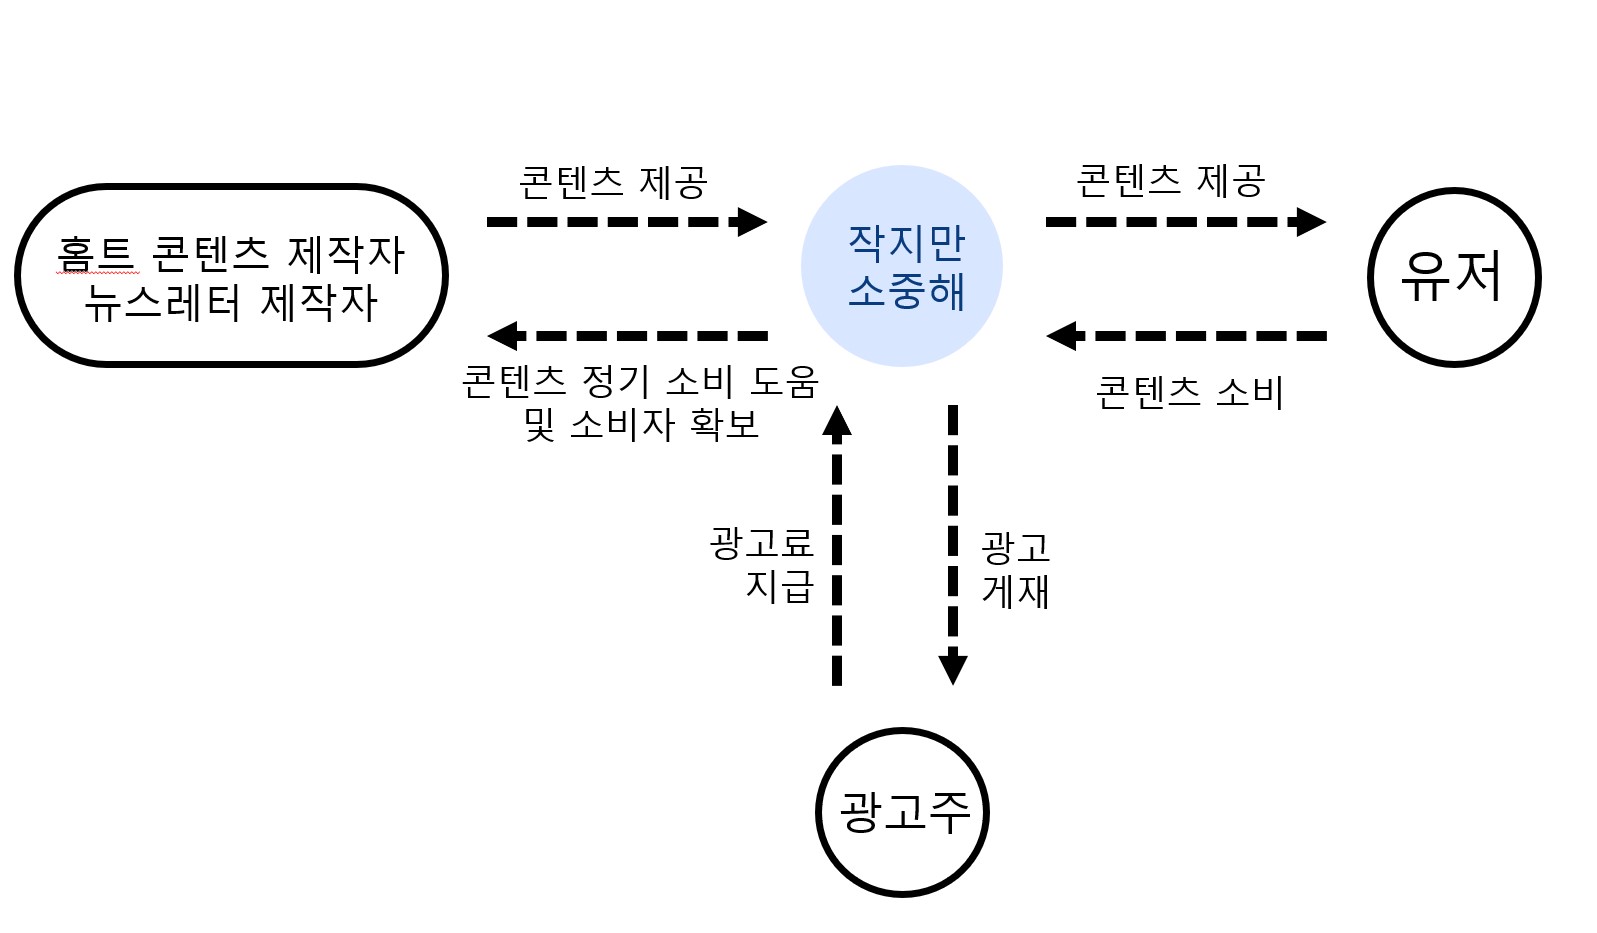 콘텐츠 제공
콘텐츠 제공
홈트 콘텐츠 제작자
뉴스레터 제작자
작지만
소중해
유저
콘텐츠 정기 소비 도움
및 소비자 확보
콘텐츠 소비
광고료
지급
광고
게재
광고주